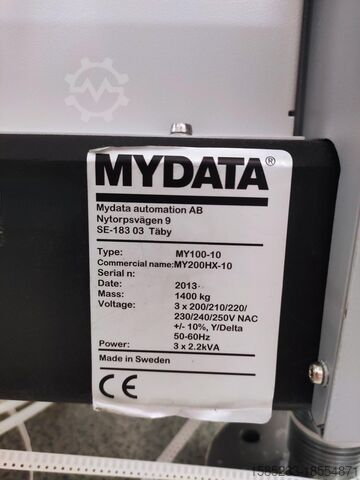 MYDATA®
Mydata automation AB
Nytorpsvägen 9
SE-183 03 Täby
Type: MY100-10
Commercial name: MY200HX-10
Serial n:
Date: 2013
Mass: 1400 kg
Voltage: 3 x 200/210/220/
230/240/250V NAC
+/- 10%, Y/Delta
50-60Hz
Power: 3 x 2.2kVA
Made in Sweden
CE